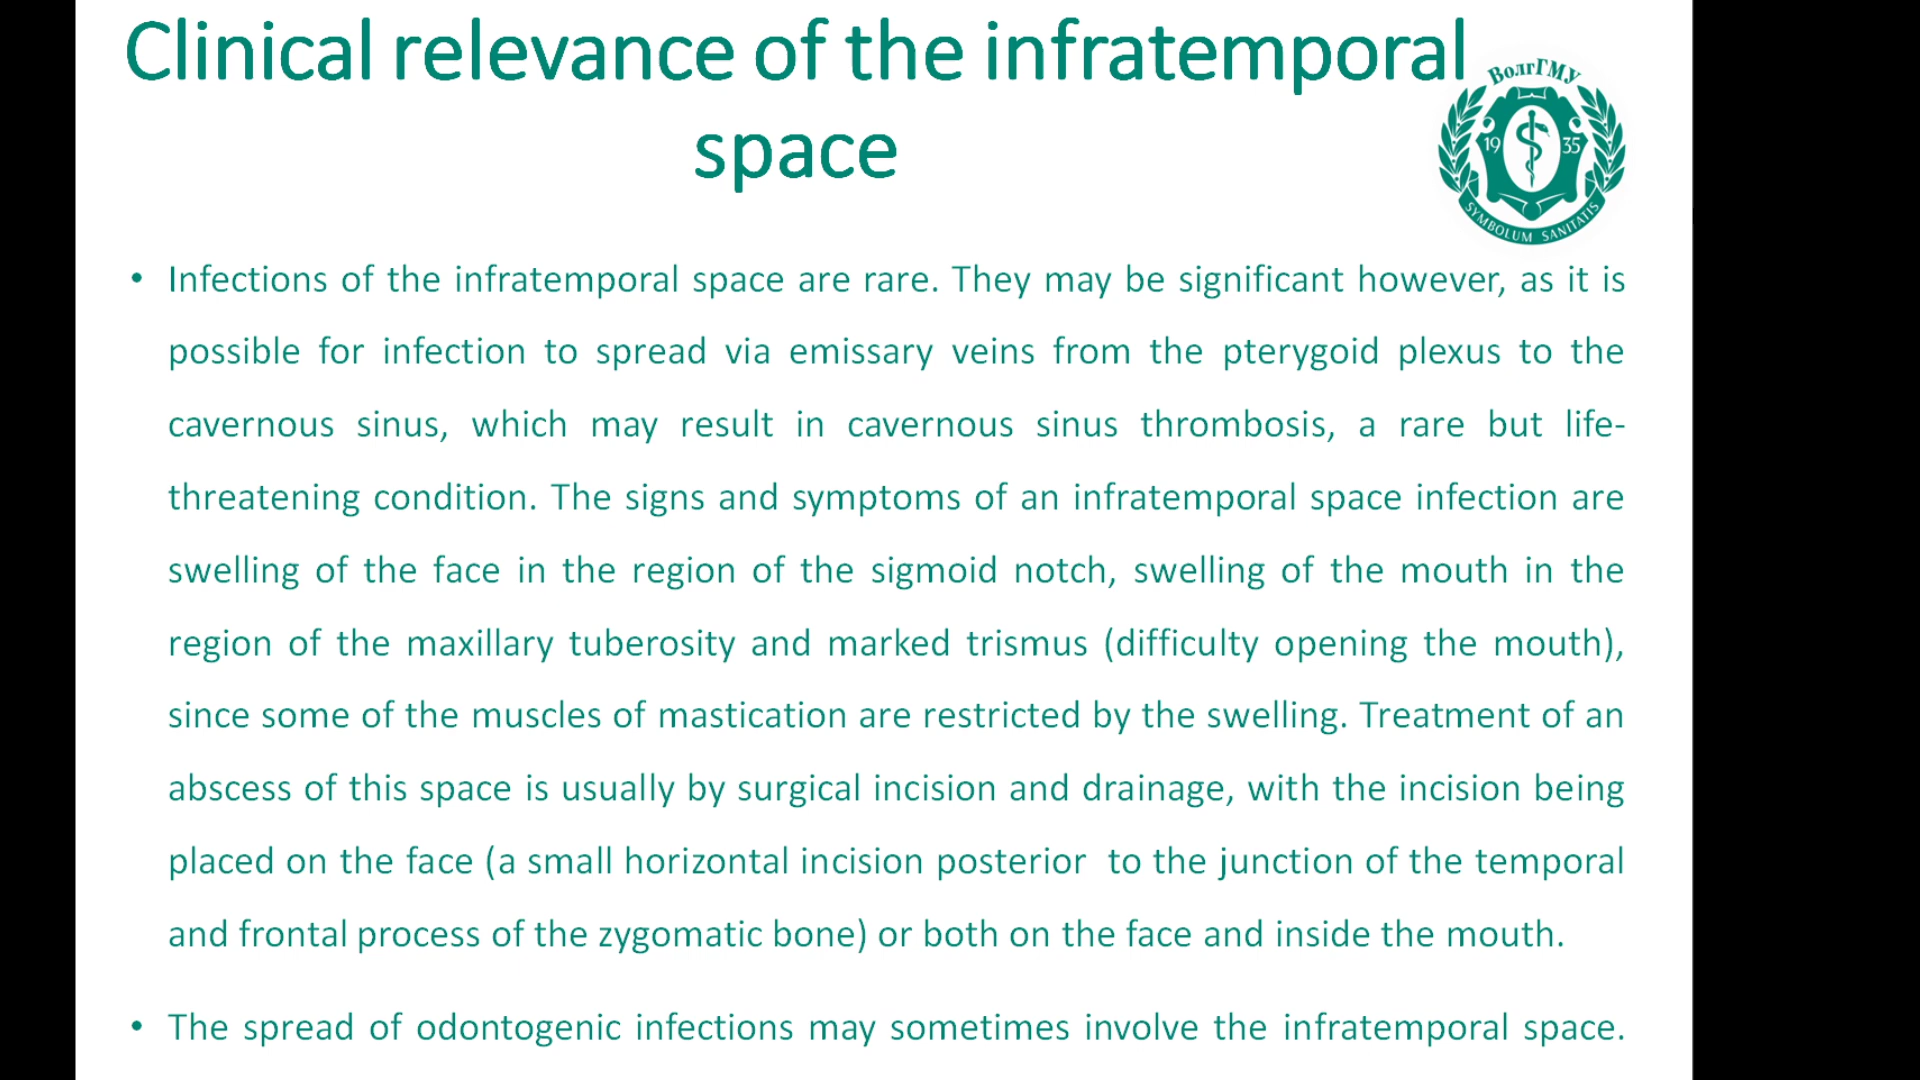 Clinical relevance of the infratemporal
space
ВолгГМУ
19 35
SYMBOLUM SANITATIS
• Infections of the infratemporal space are rare. They may be significant however, as it is
possible for infection to spread via emissary veins from the pterygoid plexus to the
cavernous sinus, which may result in cavernous sinus thrombosis, a rare but life-
threatening condition. The signs and symptoms of an infratemporal space infection are
swelling of the face in the region of the sigmoid notch, swelling of the mouth in the
region of the maxillary tuberosity and marked trismus (difficulty opening the mouth),
since some of the muscles of mastication are restricted by the swelling. Treatment of an
abscess of this space is usually by surgical incision and drainage, with the incision being
placed on the face (a small horizontal incision posterior to the junction of the temporal
and frontal process of the zygomatic bone) or both on the face and inside the mouth.
• The spread of odontogenic infections may sometimes involve the infratemporal space.